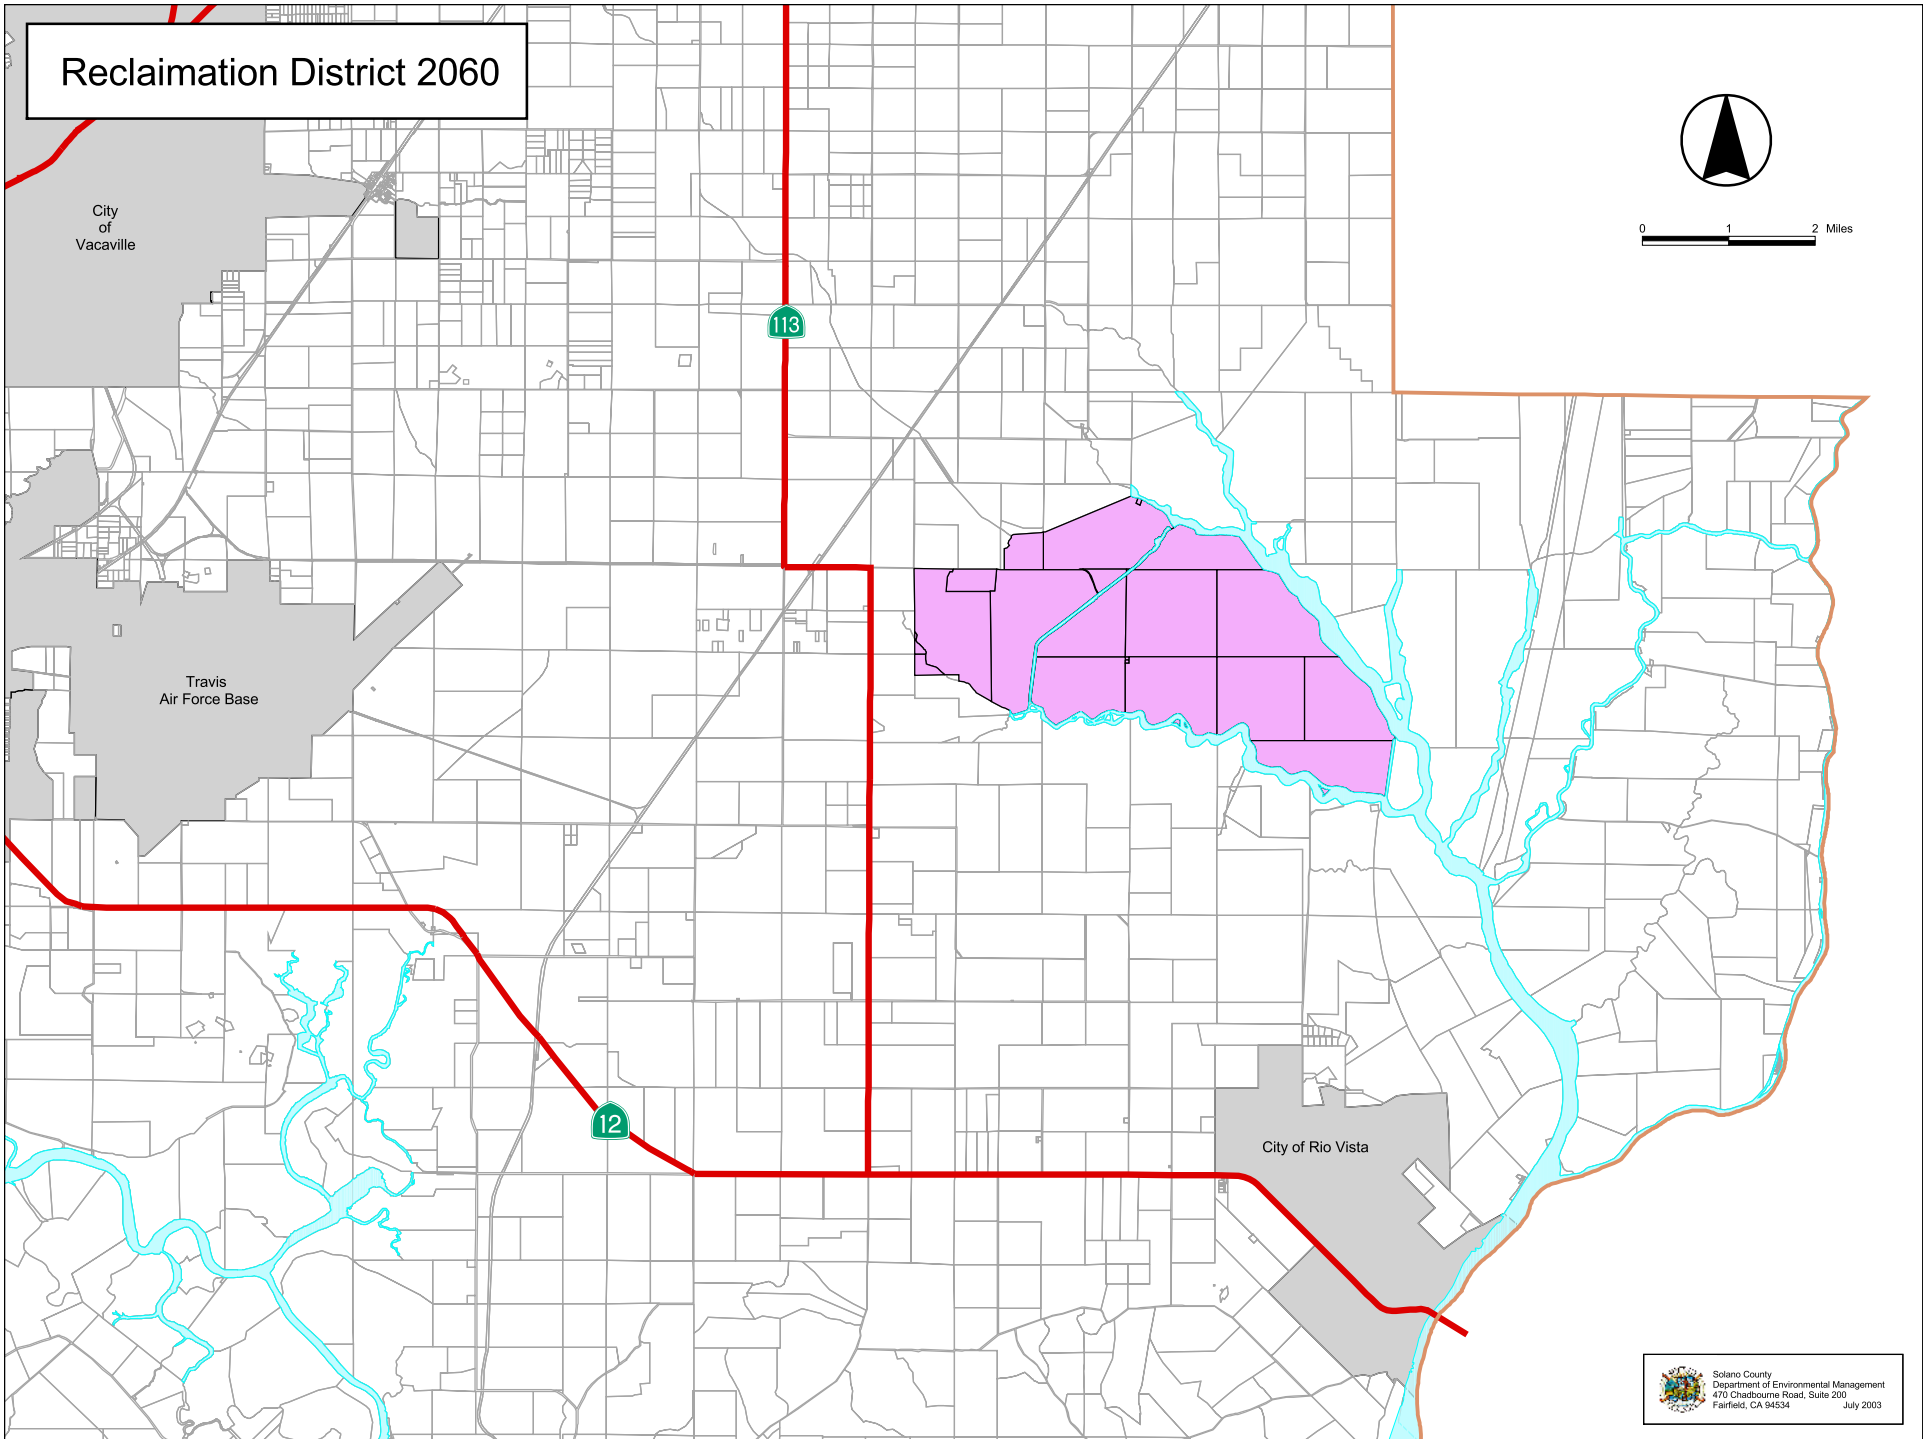 Reclaimation District 2060
City
of
Vacaville
0 1 2 Miles
113
Travis
Air Force Base
12
City of Rio Vista
Solano County
Department of Environmental Management
470 Chadbourne Road, Suite 200
Fairfield, CA 94534 July 2003